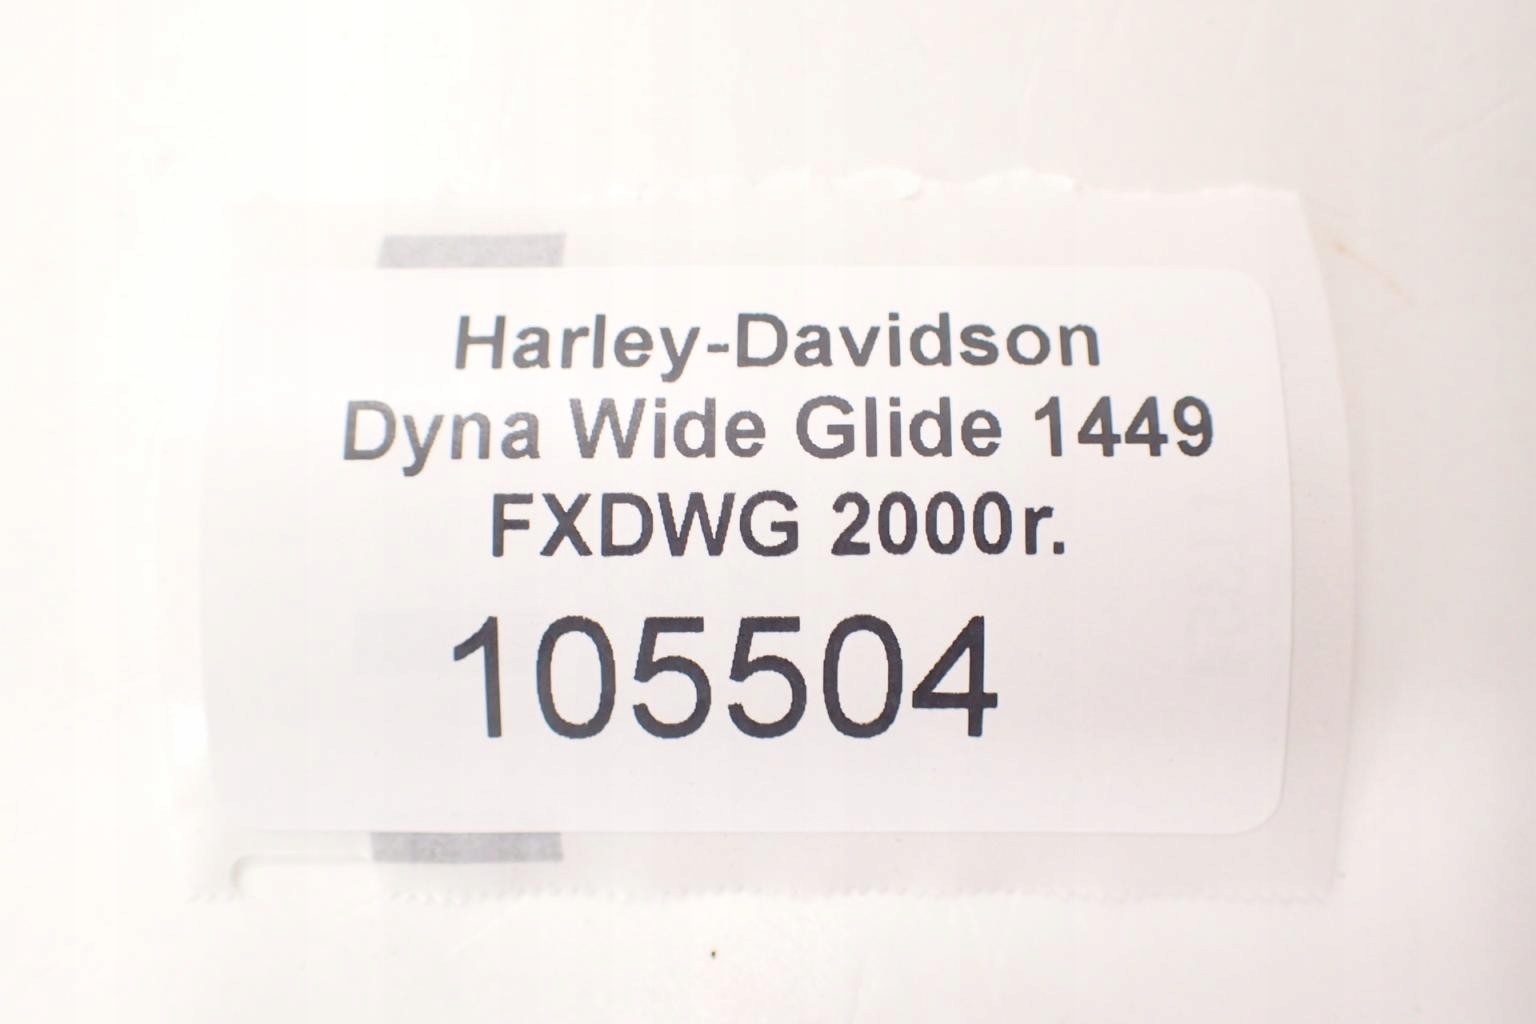 Harley-Davidson
Dyna Wide Glide 1449
FXDWG 2000r.
105504